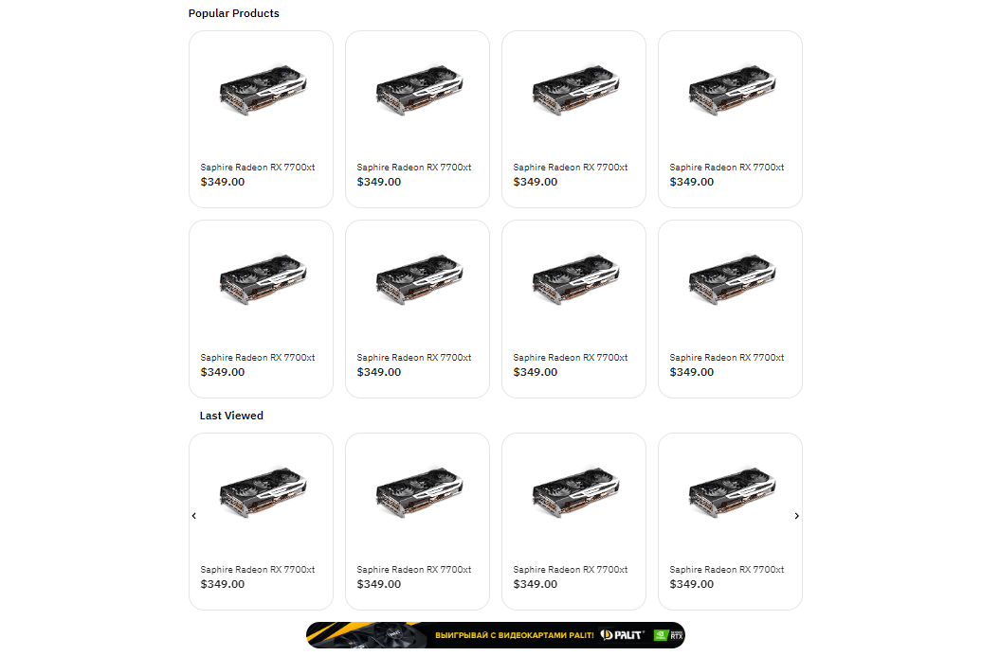 Popular Products
Saphire Radeon RX 7700xt
$349.00
Saphire Radeon RX 7700xt
$349.00
Saphire Radeon RX 7700xt
$349.00
Saphire Radeon RX 7700xt
$349.00
Saphire Radeon RX 7700xt
$349.00
Saphire Radeon RX 7700xt
$349.00
Saphire Radeon RX 7700xt
$349.00
Saphire Radeon RX 7700xt
$349.00
Last Viewed
Saphire Radeon RX 7700xt
$349.00
Saphire Radeon RX 7700xt
$349.00
Saphire Radeon RX 7700xt
$349.00
Saphire Radeon RX 7700xt
$349.00
ВЫИГРЫВАЙ С ВИДЕОКАРТАМИ PALIT! PALIT RTX